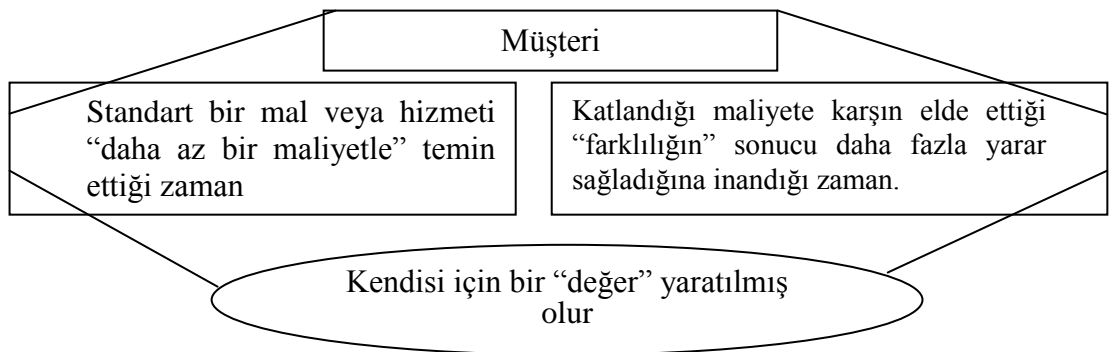 Müşteri
Standart bir mal veya hizmeti
“daha az bir maliyetle” temin
ettiği zaman
Katlandığı maliyete karşın elde ettiği
“farklılığın” sonucu daha fazla yarar
sağladığına inandığı zaman.
Kendisi için bir “değer” yaratılmış
olur